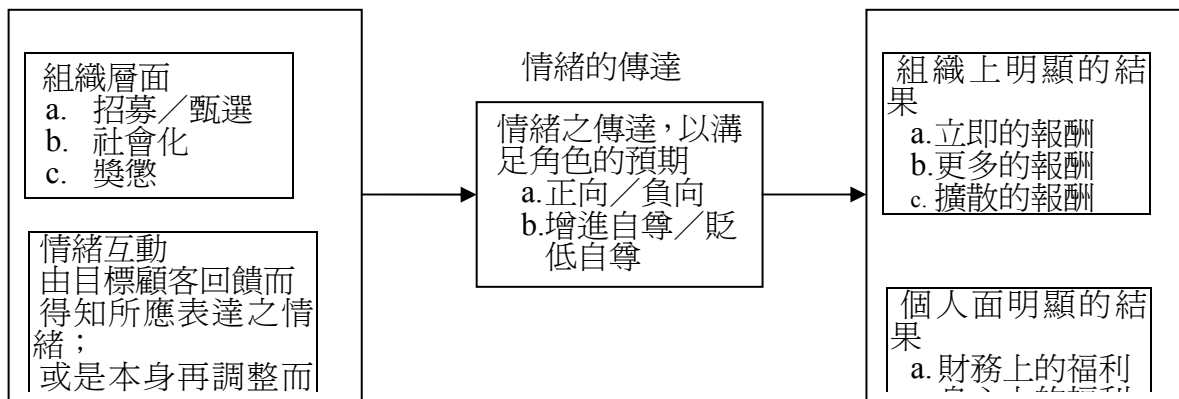 組織層面
a. 招募／甄選
b. 社會化
c. 獎懲
情緒互動
由目標顧客回饋而
得知所應表達之情
緒；
或是本身再調整而
情緒的傳達
情緒之傳達，以溝
足角色的預期
a.正向／負向
b.增進自尊／貶
低自尊
組織上明顯的結
果
a.立即的報酬
b.更多的報酬
c. 擴散的報酬
個人面明顯的結
果
a. 財務上的福利